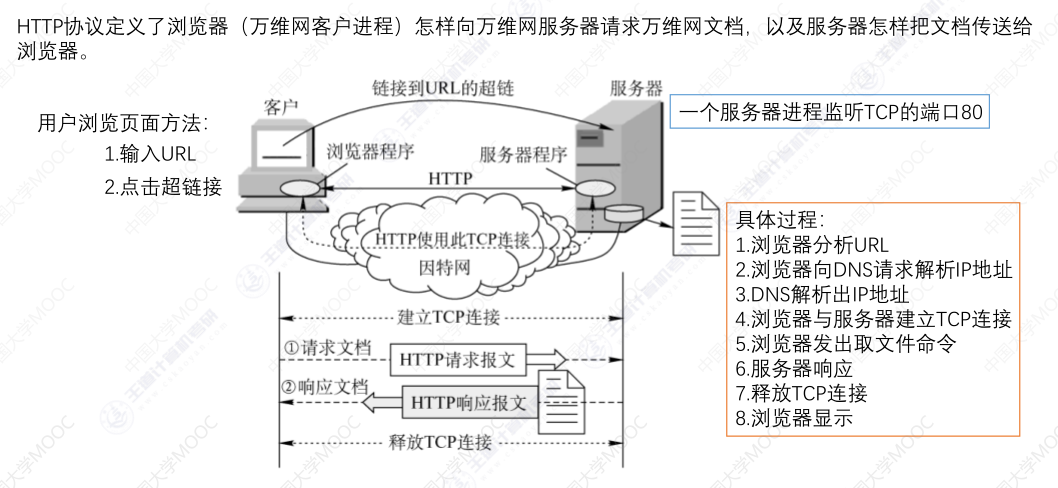 HTTP协议定义了浏览器（万维网客户进程）怎样向万维网服务器请求万维网文档，以及服务器怎样把文档传送给
浏览器。
用户浏览页面方法：
1.输入URL
2.点击超链接
客户
链接到URL的超链
服务器
一个服务器进程监听TCP的端口80
浏览器程序
服务器程序
HTTP
HTTP使用此TCP连接
因特网
建立TCP连接
①请求文档
HTTP请求报文
②响应文档
HTTP响应报文
释放TCP连接
具体过程：
1.浏览器分析URL
2.浏览器向DNS请求解析IP地址
3.DNS解析出IP地址
4.浏览器与服务器建立TCP连接
5.浏览器发出取文件命令
6.服务器响应
7.释放TCP连接
8.浏览器显示
中国大学MOOC
王道计算机考研